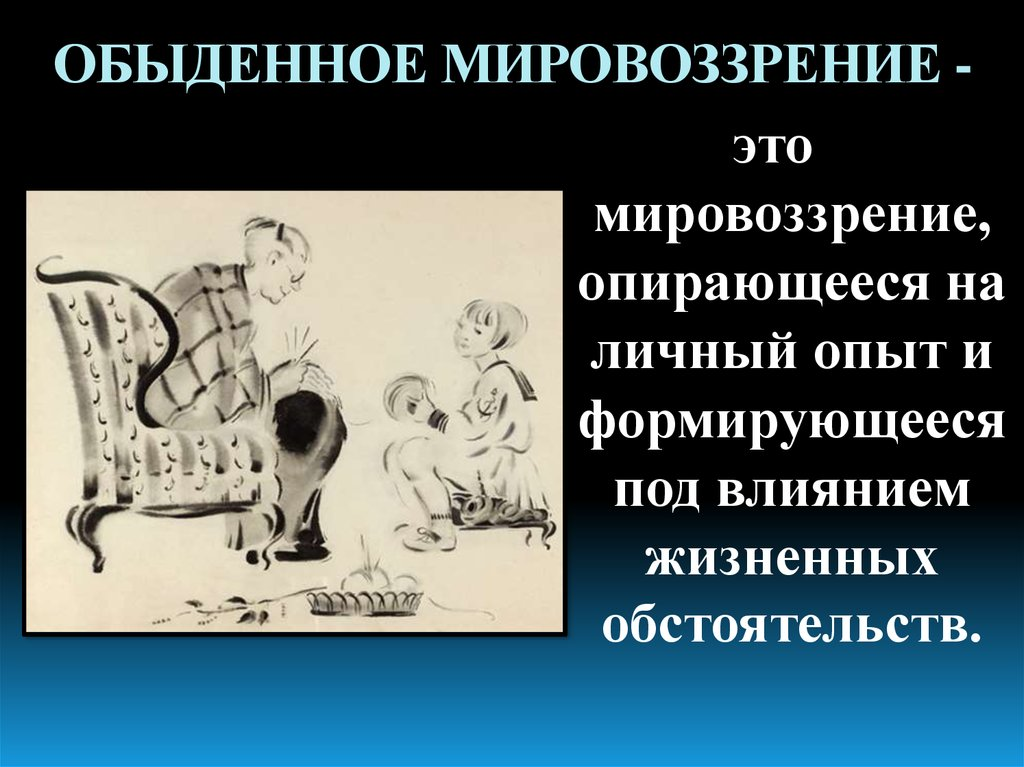 ОБЫДЕННОЕ МИРОВОЗЗРЕНИЕ -
это
мировоззрение,
опирающееся на
личный опыт и
формирующееся
под влиянием
жизненных
обстоятельств.